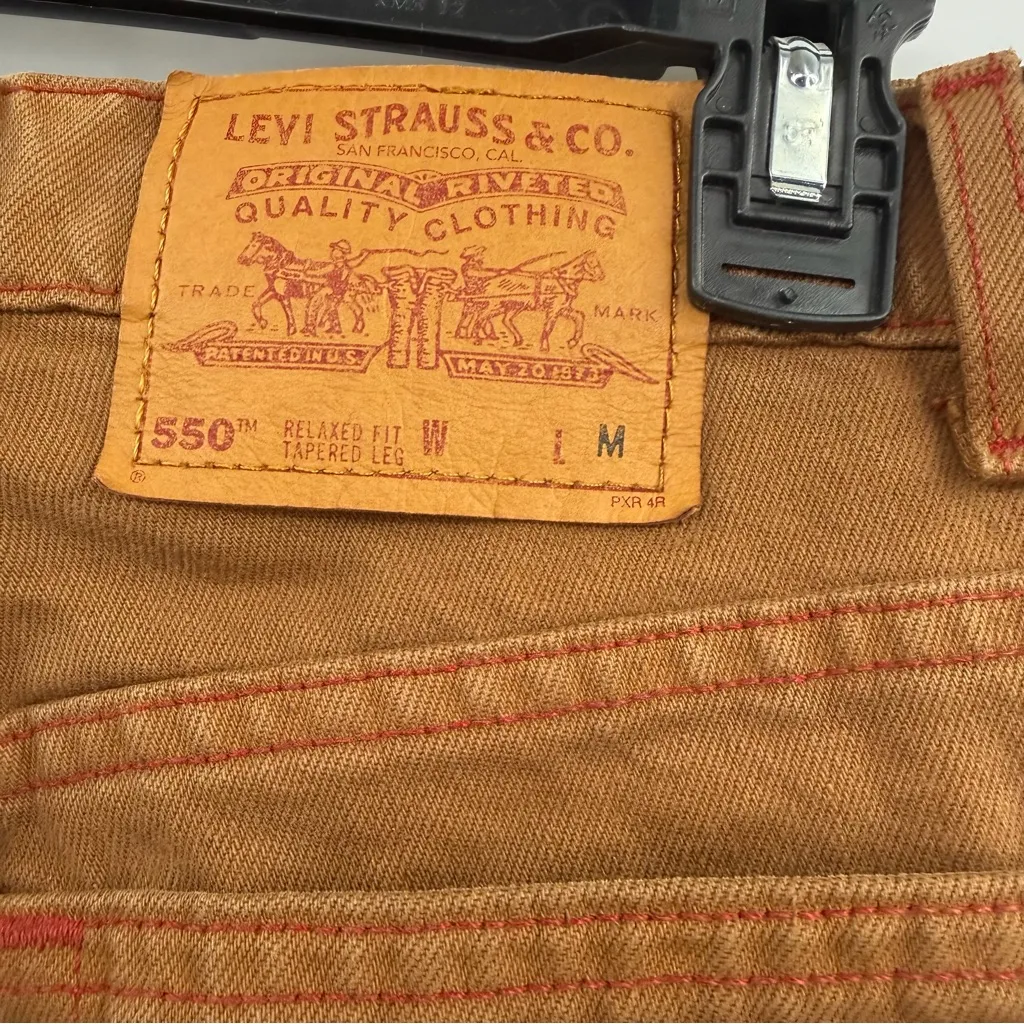 LEVI STRAUSS & CO.
SAN FRANCISCO, CAL.
ORIGINAL RIVETED
QUALITY CLOTHING
TRADE MARK
PATENTED IN U.S. MAY 20 1873
550™ RELAXED FIT W L M
TAPERED LEG
®
PXR 4R